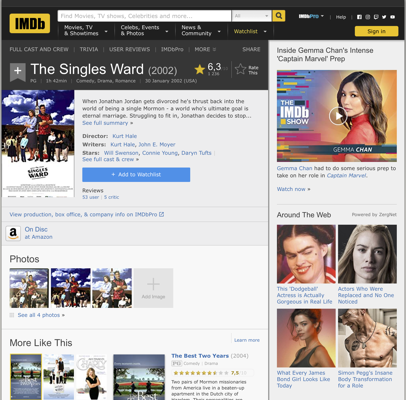 IMDb
Find Movies, TV shows, Celebrities and more...
All
IMDbPro
Help
Movies, TV
& Showtimes
Celebs, Events
& Photos
News &
Community
Watchlist
Sign in
FULL CAST AND CREW | TRIVIA | USER REVIEWS | IMDbPro | MORE
SHARE
The Singles Ward (2002)
6,3
Rate
This
PG | 1h 41min | Comedy, Drama, Romance | 30 January 2002 (USA)
When Jonathan Jordan gets divorced he's thrust back into the
world of being a single Mormon - a world who's ultimate goal is
eternal marriage. Struggling to fit in, Jonathan decides to stop...
See full summary »
Director: Kurt Hale
Writers: Kurt Hale, John E. Moyer
Stars: Will Swenson, Connie Young, Daryn Tufts
See full cast & crew »
+ Add to Watchlist
Reviews
53 user | 5 critic
THE
SINGLES
WARD
View production, box office, & company info on IMDbPro
a
On Disc
at Amazon
Photos
+
Add Image
See all 4 photos »
More Like This
Learn more
The Best Two Years (2004)
PG Comedy | Drama
7,5
Two pairs of Mormon missionaries
from America live in a beaten-up
apartment in the Dutch city of
Inside Gemma Chan's Intense
'Captain Marvel' Prep
THE
IMDb
SHOW
GEMMA CHAN
Gemma Chan had to do some serious prep
to take on her role in Captain Marvel.
Watch now »
Around The Web
Powered by ZergNet
This 'Dodgeball'
Actress is Actually
Gorgeous in Real Life
Actors Who Were
Replaced and No One
Noticed
What Every James
Bond Girl Looks Like
Today
Simon Pegg's Insane
Body Transformation
for a Role